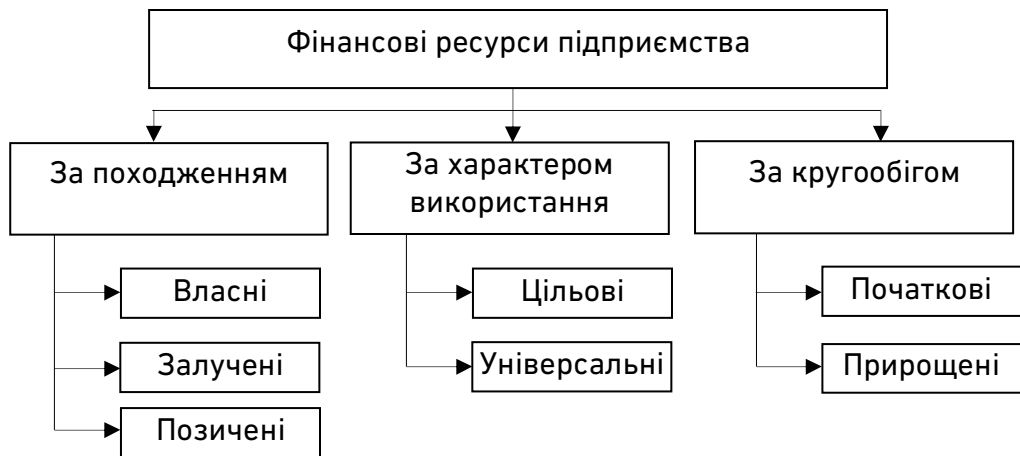 Фінансові ресурси підприємства
За походженням
За характером
використання
За кругообігом
Власні
Залучені
Позичені
Цільові
Універсальні
Початкові
Прирощені